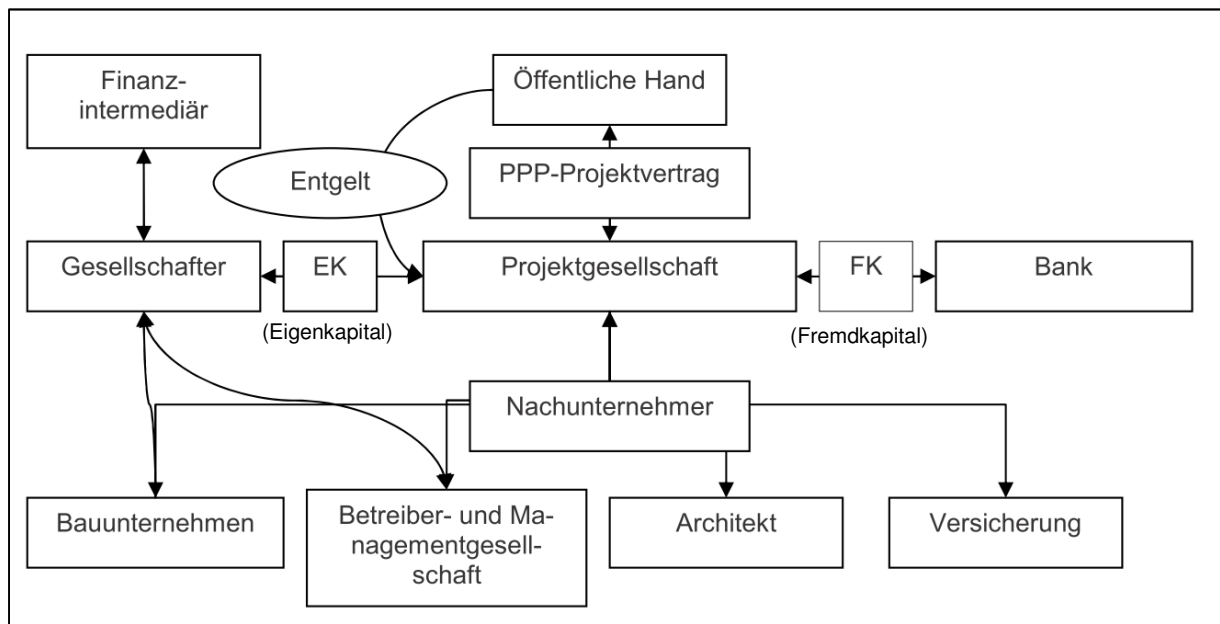 Finanz-
intermediär
Öffentliche Hand
Entgelt
PPP-Projektvertrag
Gesellschafter
EK
Projektgesellschaft
FK
Bank
(Eigenkapital)
(Fremdkapital)
Nachunternehmer
Bauunternehmen
Betreiber- und Ma-
nagementgesell-
schaft
Architekt
Versicherung